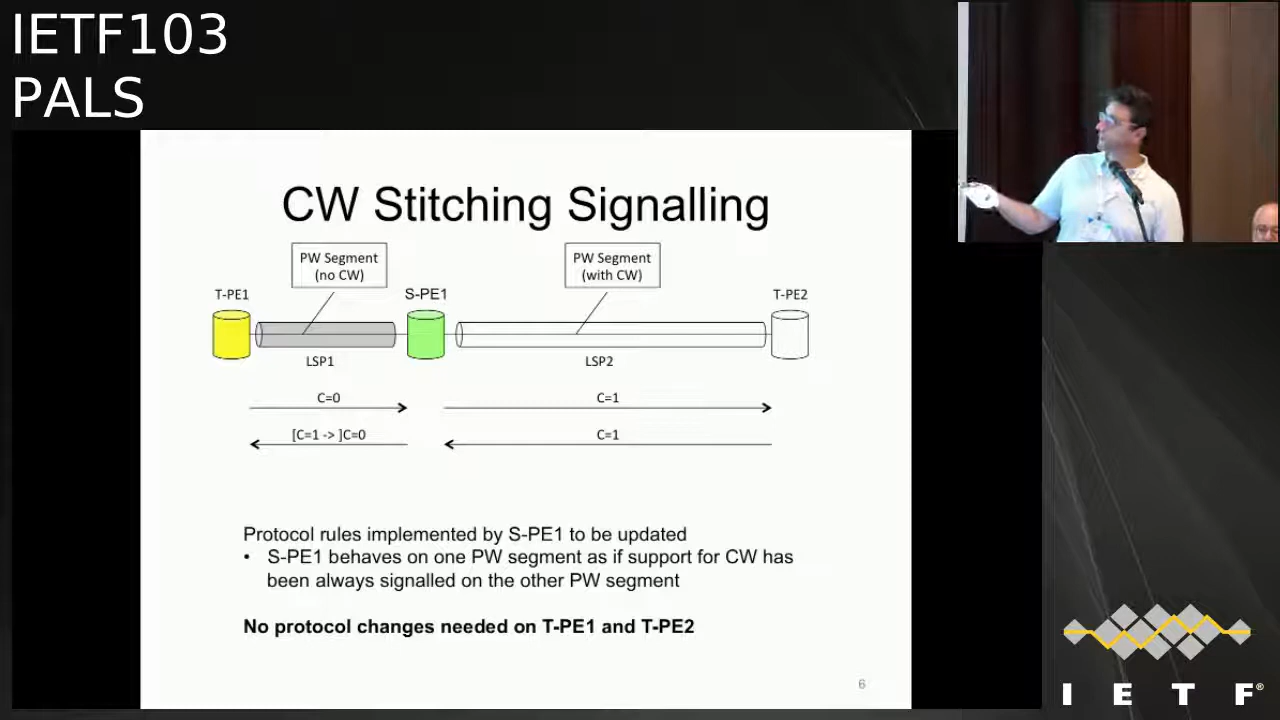 IETF103
PALS
CW Stitching Signalling
PW Segment
(no CW)
PW Segment
(with CW)
T-PE1
S-PE1
T-PE2
LSP1
LSP2
C=0
C=1
[C=1 -> ]C=0
C=1
Protocol rules implemented by S-PE1 to be updated
• S-PE1 behaves on one PW segment as if support for CW has
been always signalled on the other PW segment
No protocol changes needed on T-PE1 and T-PE2
6
I E T F®